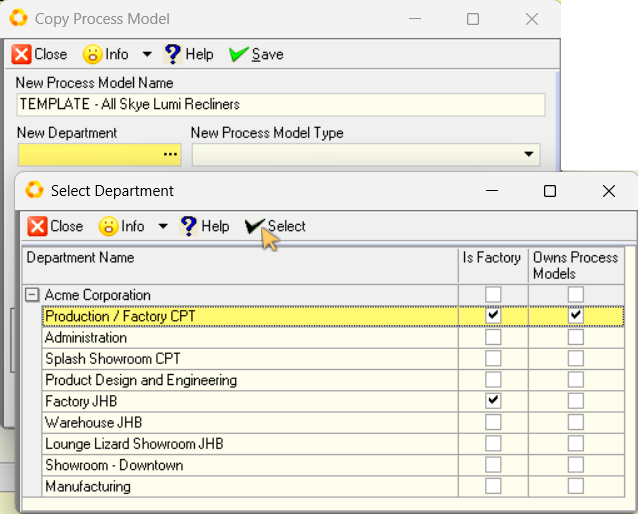 Copy Process Model
Close Info Help Save
New Process Model Name
TEMPLATE - All Skye Lumi Recliners
New Department New Process Model Type
...
Select Department
Close Info Help Select
Department Name Is Factory Owns Process
Models
Acme Corporation
Production / Factory CPT
Administration
Splash Showroom CPT
Product Design and Engineering
Factory JHB
Warehouse JHB
Lounge Lizard Showroom JHB
Showroom - Downtown
Manufacturing